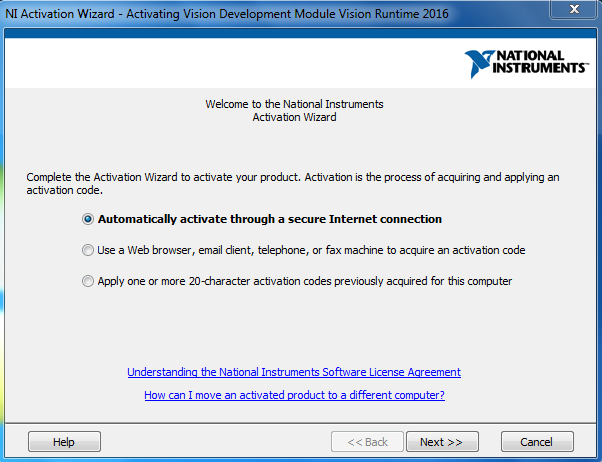 NI Activation Wizard - Activating Vision Development Module Vision Runtime 2016
NATIONAL
INSTRUMENTS™
Welcome to the National Instruments
Activation Wizard
Complete the Activation Wizard to activate your product. Activation is the process of acquiring and applying an
activation code.
Automatically activate through a secure Internet connection
Use a Web browser, email client, telephone, or fax machine to acquire an activation code
Apply one or more 20-character activation codes previously acquired for this computer
Understanding the National Instruments Software License Agreement
How can I move an activated product to a different computer?
Help
<< Back
Next >>
Cancel